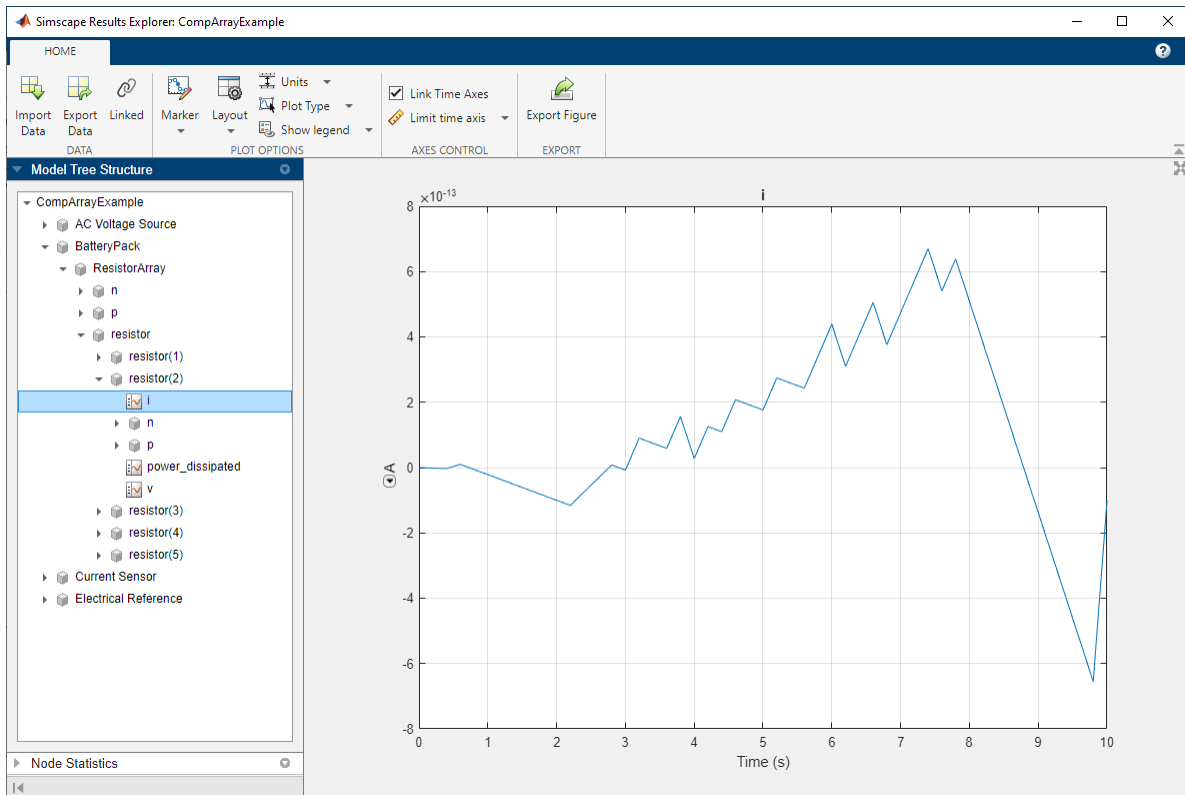 Simscape Results Explorer: CompArrayExample
HOME
?
Import Data
Export Data
Linked
Marker
Layout
Units
Plot Type
Show legend
Link Time Axes
Limit time axis
Export Figure
DATA
PLOT OPTIONS
AXES CONTROL
EXPORT
Model Tree Structure
CompArrayExample
AC Voltage Source
BatteryPack
ResistorArray
n
p
resistor
resistor(1)
resistor(2)
i
n
p
power_dissipated
v
resistor(3)
resistor(4)
resistor(5)
Current Sensor
Electrical Reference
Node Statistics
×10⁻¹³
i
8
6
4
2
0
-2
-4
-6
-8
A
0 1 2 3 4 5 6 7 8 9 10
Time (s)